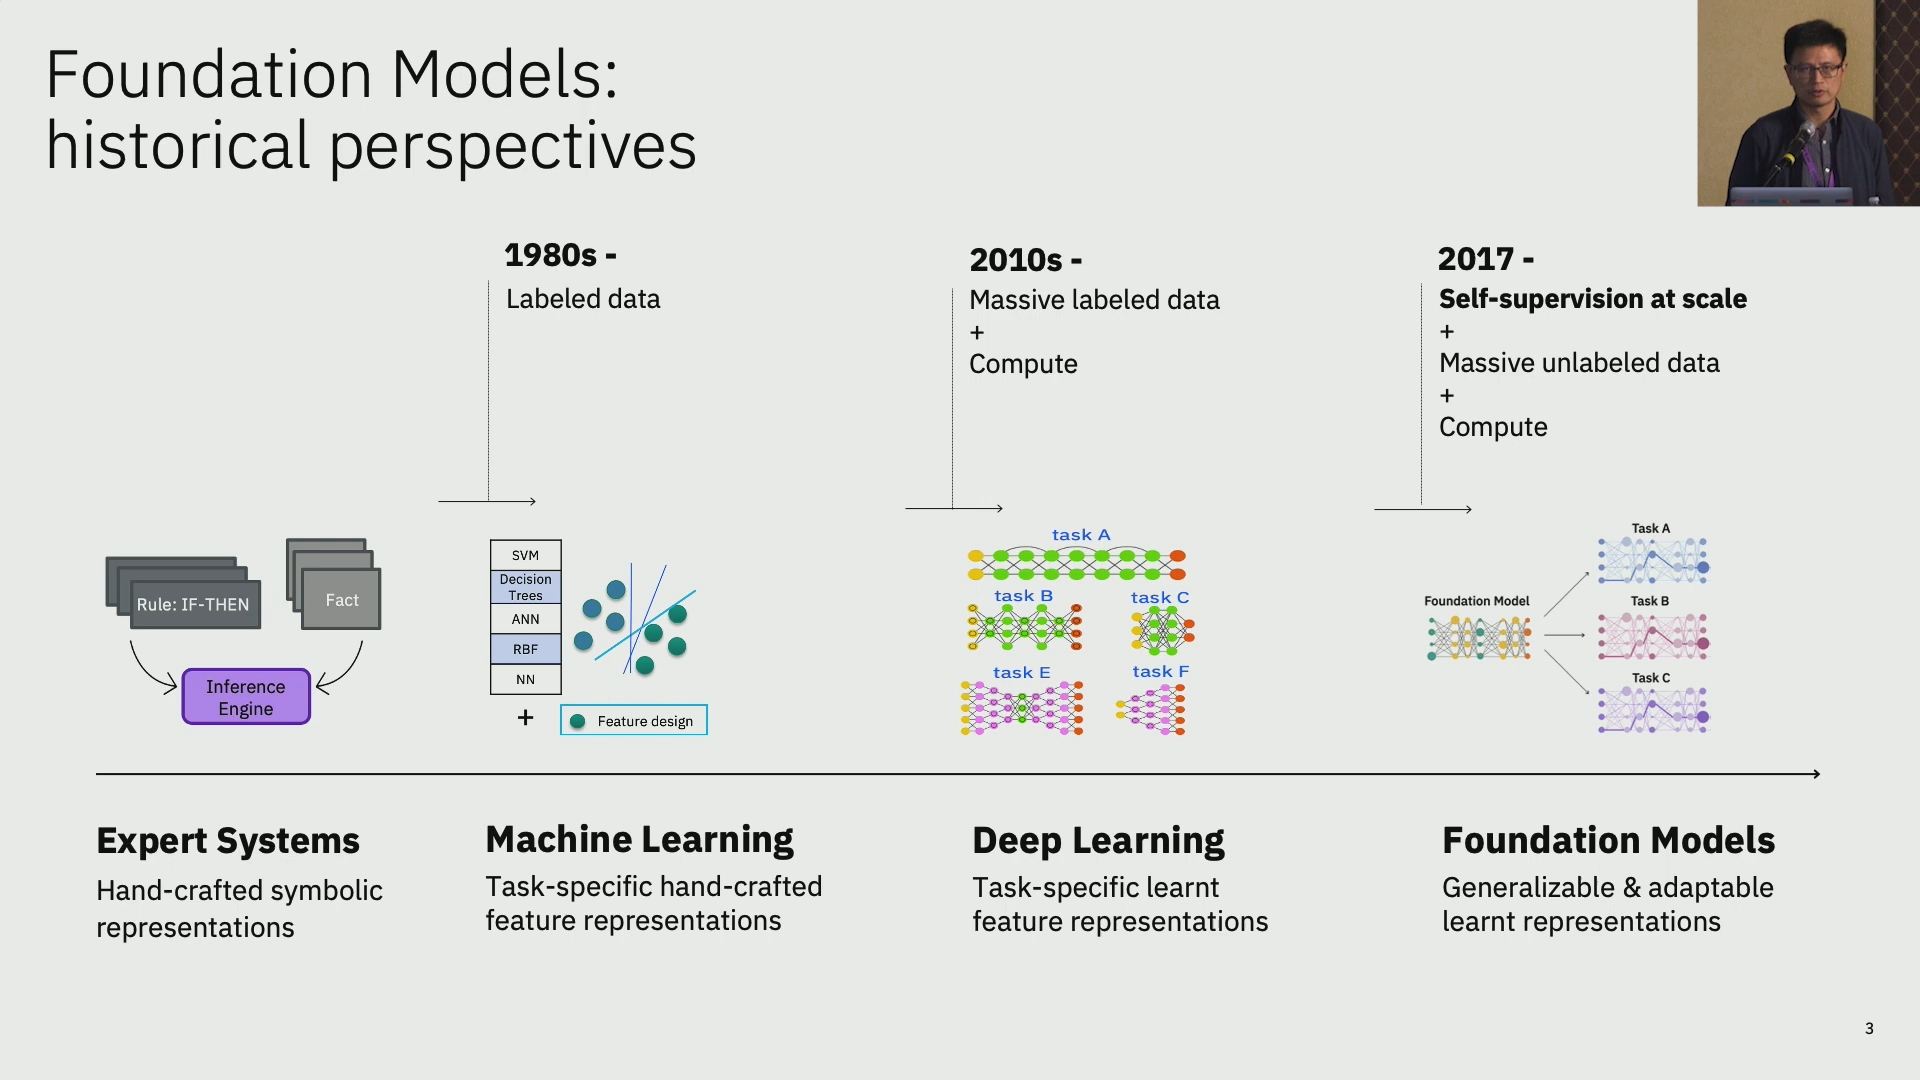 Foundation Models:
historical perspectives
1980s -
Labeled data
2010s -
Massive labeled data
+
Compute
2017 -
Self-supervision at scale
+
Massive unlabeled data
+
Compute
Rule: IF-THEN
Fact
Inference
Engine
SVM
Decision
Trees
ANN
RBF
NN
+
Feature design
task A
task B
task C
task E
task F
Foundation Model
Task A
Task B
Task C
Expert Systems
Hand-crafted symbolic
representations
Machine Learning
Task-specific hand-crafted
feature representations
Deep Learning
Task-specific learnt
feature representations
Foundation Models
Generalizable & adaptable
learnt representations
3